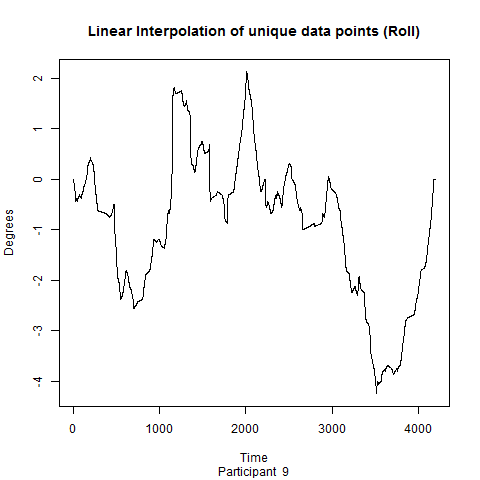 Linear Interpolation of unique data points (Roll)
2
1
0
-1
-2
-3
-4
Degrees
0 1000 2000 3000 4000
Time
Participant 9